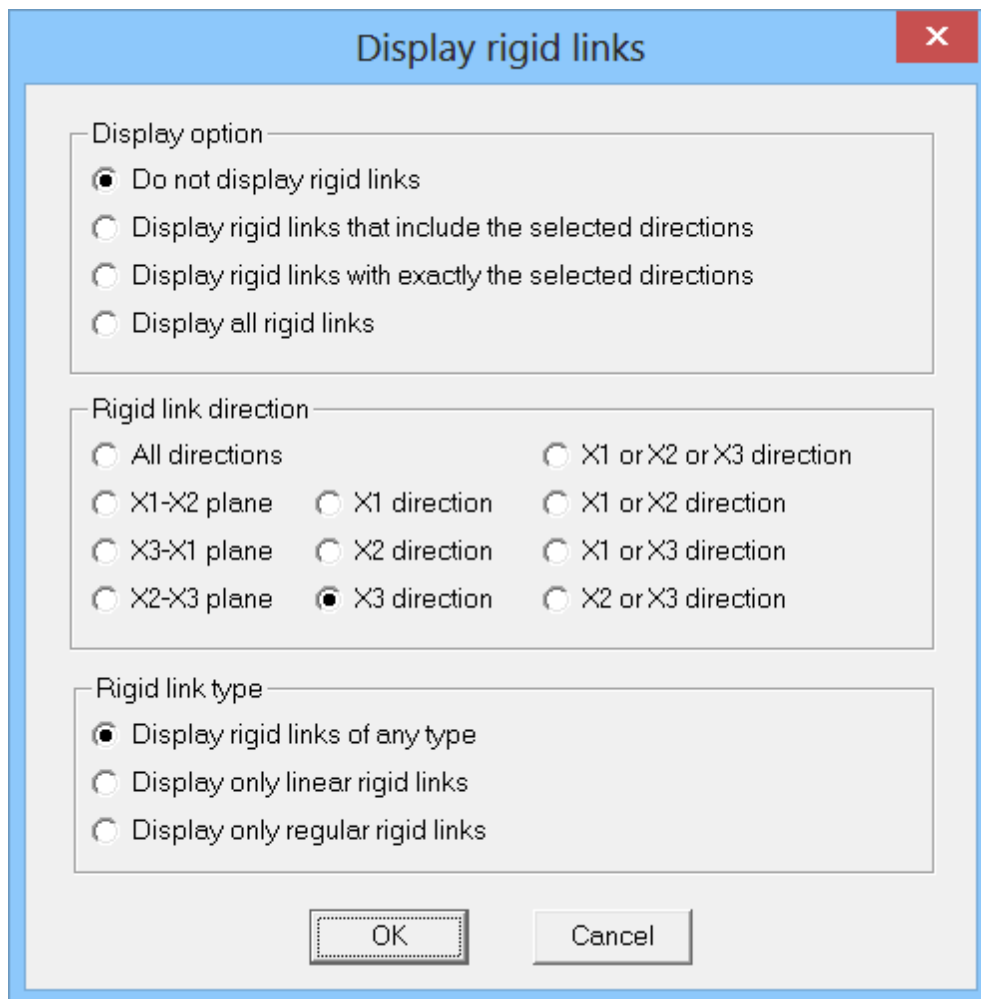 Display rigid links
Display option
Do not display rigid links
Display rigid links that include the selected directions
Display rigid links with exactly the selected directions
Display all rigid links
Rigid link direction
All directions X1 or X2 or X3 direction
X1-X2 plane X1 direction X1 or X2 direction
X3-X1 plane X2 direction X1 or X3 direction
X2-X3 plane X3 direction X2 or X3 direction
Rigid link type
Display rigid links of any type
Display only linear rigid links
Display only regular rigid links
OK Cancel